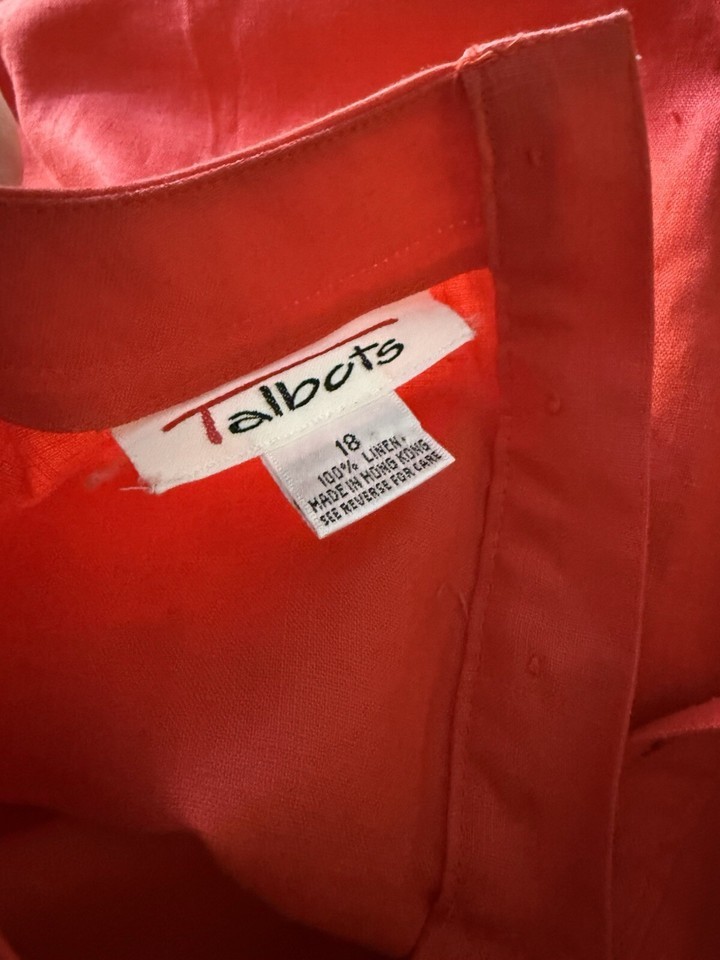 Talbots
18
100% LINEN.
MADE IN HONG KONG
SEE REVERSE FOR CARE